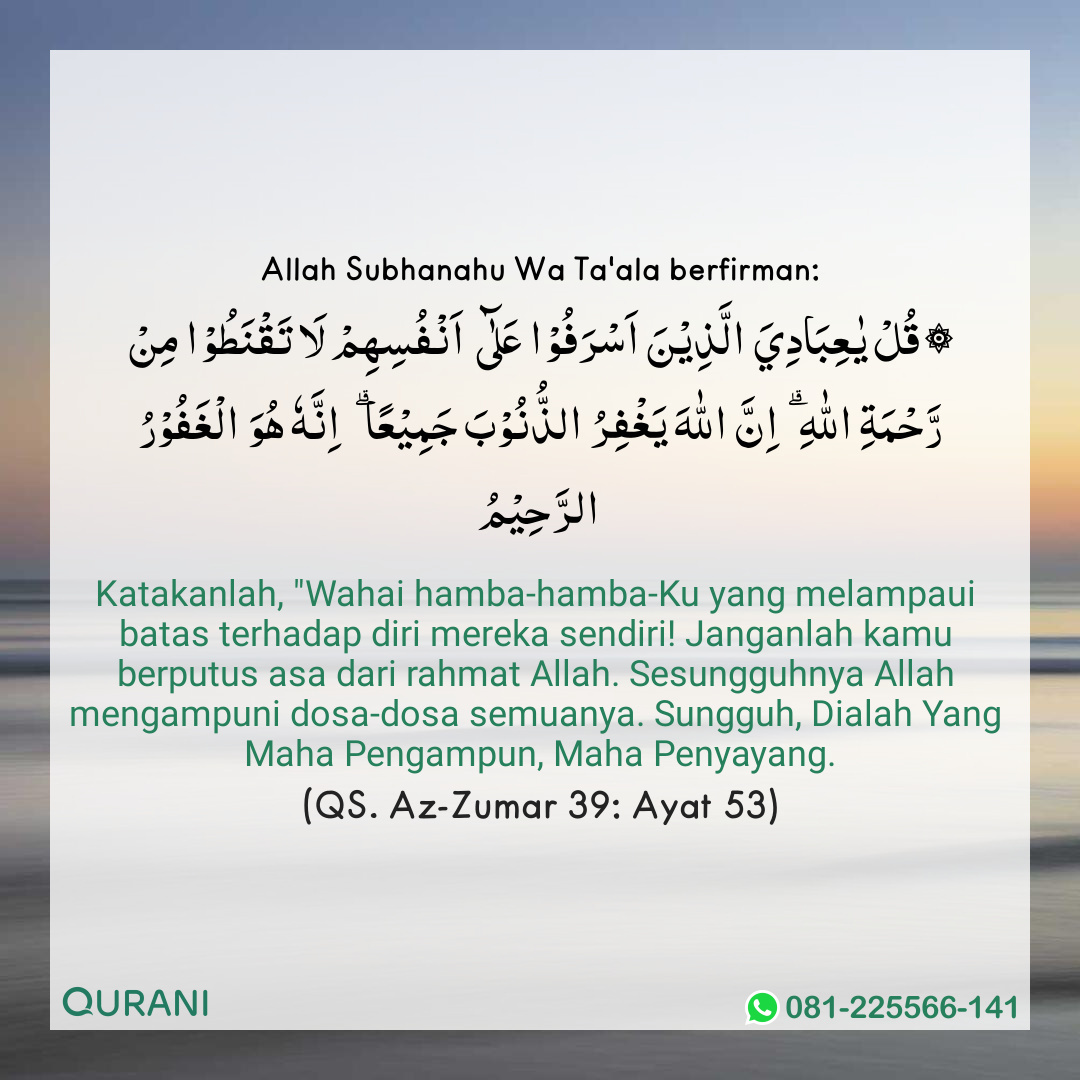 Allah Subhanahu Wa Ta'ala berfirman:
۞ قُلْ يٰعِبَادِيَ الَّذِيْنَ اَسْرَفُوْا عَلٰٓى اَنْفُسِهِمْ لَا تَقْنَطُوْا مِنْ
رَّحْمَةِ اللّٰهِ ۗ اِنَّ اللّٰهَ يَغْفِرُ الذُّنُوْبَ جَمِيْعًا ۗ اِنَّهٗ هُوَ الْغَفُوْرُ
الرَّحِيْمُ
Katakanlah, "Wahai hamba-hamba-Ku yang melampaui
batas terhadap diri mereka sendiri! Janganlah kamu
berputus asa dari rahmat Allah. Sesungguhnya Allah
mengampuni dosa-dosa semuanya. Sungguh, Dialah Yang
Maha Pengampun, Maha Penyayang.
(QS. Az-Zumar 39: Ayat 53)
QURANI
081-225566-141